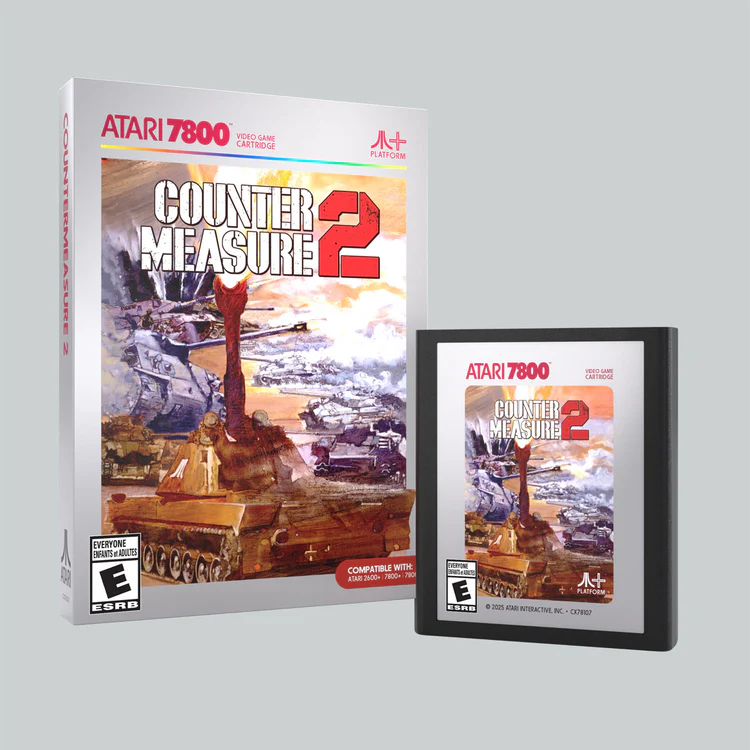 COUNTERMEASURE 2
ATARI
ATARI 7800™ VIDEO GAME
CARTRIDGE
PLATFORM
COUNTER
MEASURE 2
EVERYONE
ENFANTS et ADULTES
E
ESRB
COMPATIBLE WITH:
ATARI 2600+ | 7800+ | 7800
ATARI 7800™ VIDEO GAME
CARTRIDGE
COUNTER
MEASURE 2
EVERYONE
ENFANTS et ADULTES
E
ESRB
PLATFORM
© 2025 ATARI INTERACTIVE, INC. • CX78107